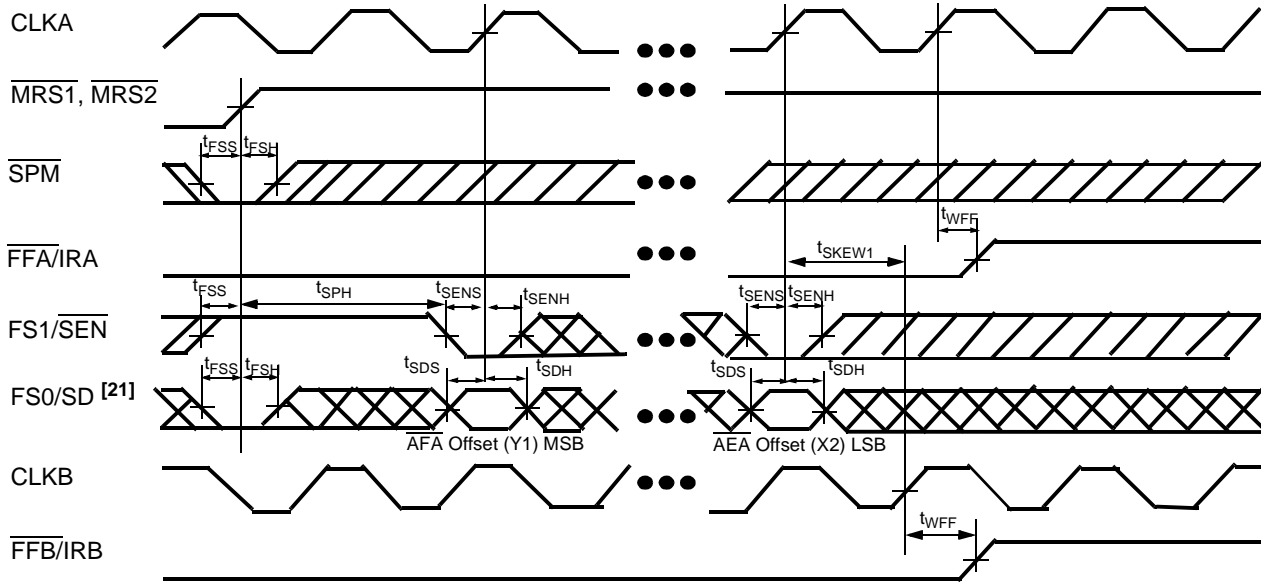 CLKA
MRS1, MRS2
tFSS tFSH
SPM
tWFF
FFA/IRA
tSKEW1
tFSS tSPH tSENS tSENH tSENS tSENH
FS1/SEN
tFSS tFSH tSDS tSDH tSDS tSDH
FS0/SD [21]
AFA Offset (Y1) MSB AEA Offset (X2) LSB
CLKB
tWFF
FFB/IRB